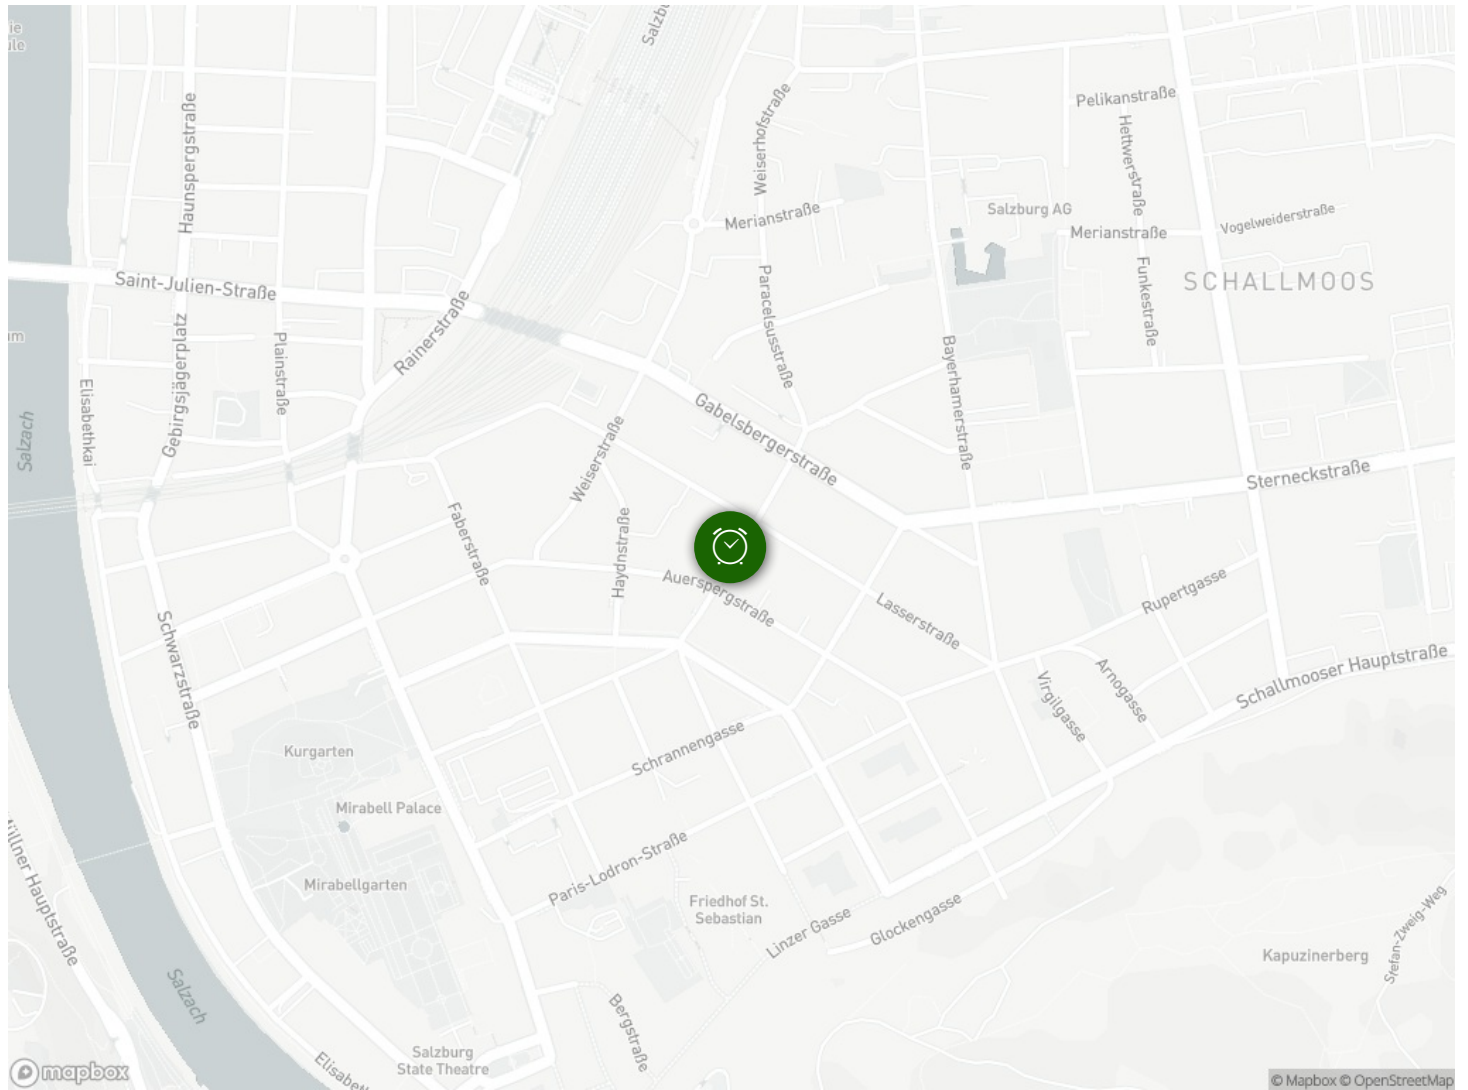 Salzbu
Pelikanstraße
Weiserhofstraße
Haunspergstraße
Hettwerstraße
Salzburg AG
Merianstraße
Vogelweiderstraße
Merianstraße
Saint-Julien-Straße
Paracelsusstraße
Funkestraße
SCHALLMOOS
Rainerstraße
Gebirgsjägerplatz
Plainstraße
Bayerhamerstraße
Elisabethkai
Gabelsbergerstraße
Salzach
Weiserstraße
Sterneckstraße
Faberstraße
Haydnstraße
Auerspergstraße
Lasserstraße
Rupertgasse
Schwarzstraße
Virgilgasse
Arnogasse
Schallmooser Hauptstraße
Kurgarten
Schrannengasse
Mirabell Palace
Paris-Lodron-Straße
Mirabellgarten
Friedhof St.
Sebastian
Linzer Gasse
Glockengasse
Hauptstraße
Kapuzinerberg
Stefan-Zweig-Weg
Salzach
Bergstraße
Salzburg
State Theatre
Elisabet
mapbox
© Mapbox © OpenStreetMap